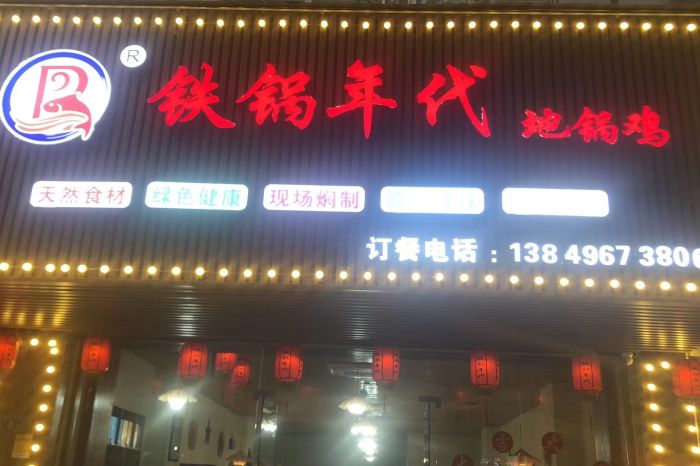 ®
铁锅年代 地锅鸡
天然食材 绿色健康 现场焖制
订餐电话：138 4967 3806